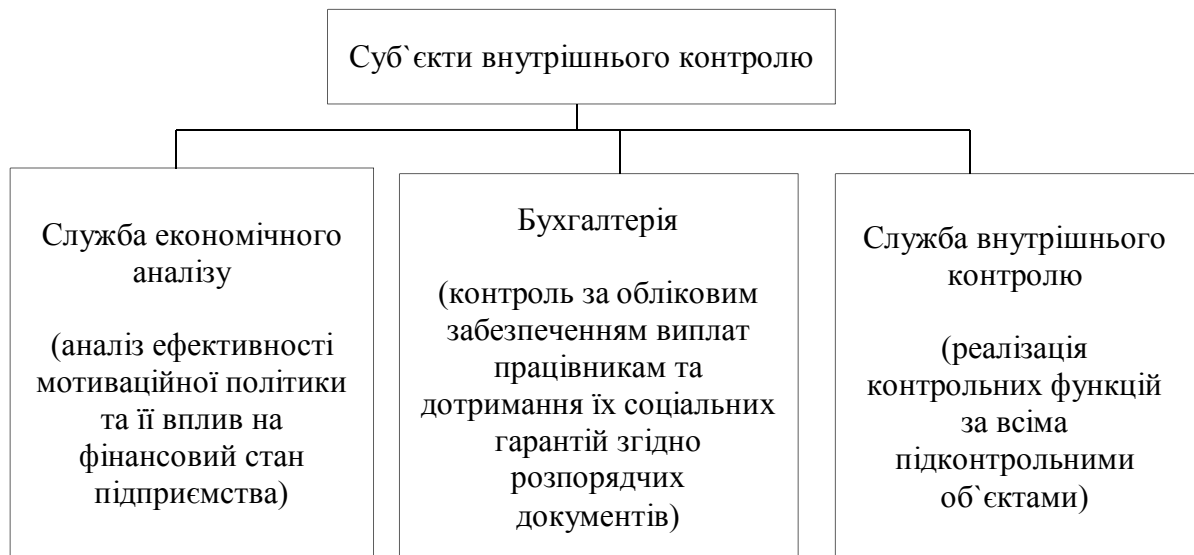 Суб`єкти внутрішнього контролю
Служба економічного
аналізу
(аналіз ефективності
мотиваційної політики
та її вплив на
фінансовий стан
підприємства)
Бухгалтерія
(контроль за обліковим
забезпеченням виплат
працівникам та
дотримання їх соціальних
гарантій згідно
розпорядчих
документів)
Служба внутрішнього
контролю
(реалізація
контрольних функцій
за всіма
підконтрольними
об`єктами)